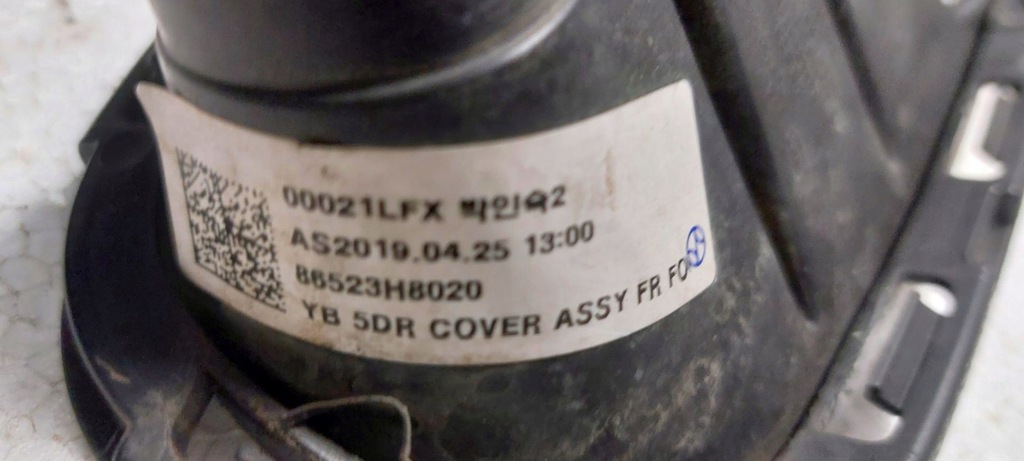 00021LFX 박인숙2
AS2019.04.25 13:00
86523H8020
YB 5DR COVER ASSY FR FO